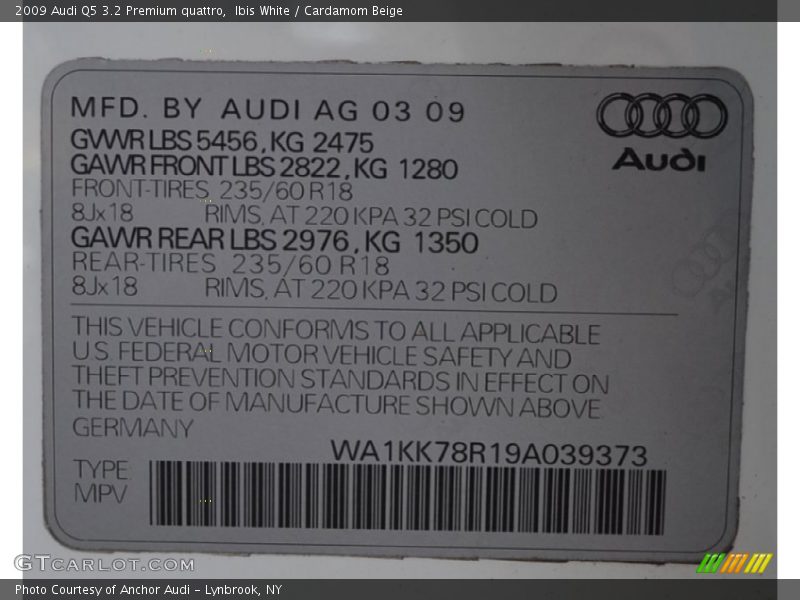 2009 Audi Q5 3.2 Premium quattro,  Ibis White / Cardamom Beige
MFD. BY AUDI AG 03 09
GVWR LBS 5456, KG 2475
GAWR FRONT LBS 2822, KG 1280
FRONT-TIRES 235/60 R18
8Jx18 RIMS, AT 220 KPA 32 PSI COLD
GAWR REAR LBS 2976, KG 1350
REAR-TIRES 235/60 R18
8Jx18 RIMS, AT 220 KPA 32 PSI COLD
Audi
THIS VEHICLE CONFORMS TO ALL APPLICABLE
U.S. FEDERAL MOTOR VEHICLE SAFETY AND
THEFT PREVENTION STANDARDS IN EFFECT ON
THE DATE OF MANUFACTURE SHOWN ABOVE.
GERMANY
WA1KK78R19A039373
TYPE:
MPV
GTCARLOT.COM
Photo Courtesy of Anchor Audi - Lynbrook, NY